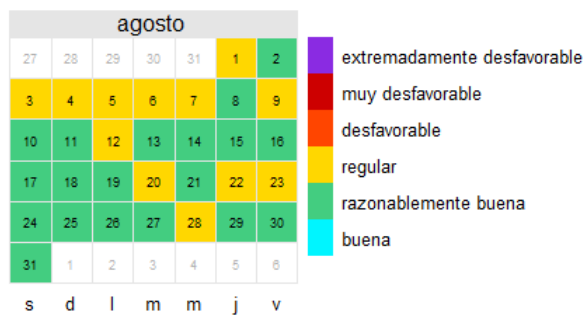 agosto
27 28 29 30 31 1 2
3 4 5 6 7 8 9
10 11 12 13 14 15 16
17 18 19 20 21 22 23
24 25 26 27 28 29 30
31 1 2 3 4 5 6
s d l m m j v
extremadamente desfavorable
muy desfavorable
desfavorable
regular
razonablemente buena
buena